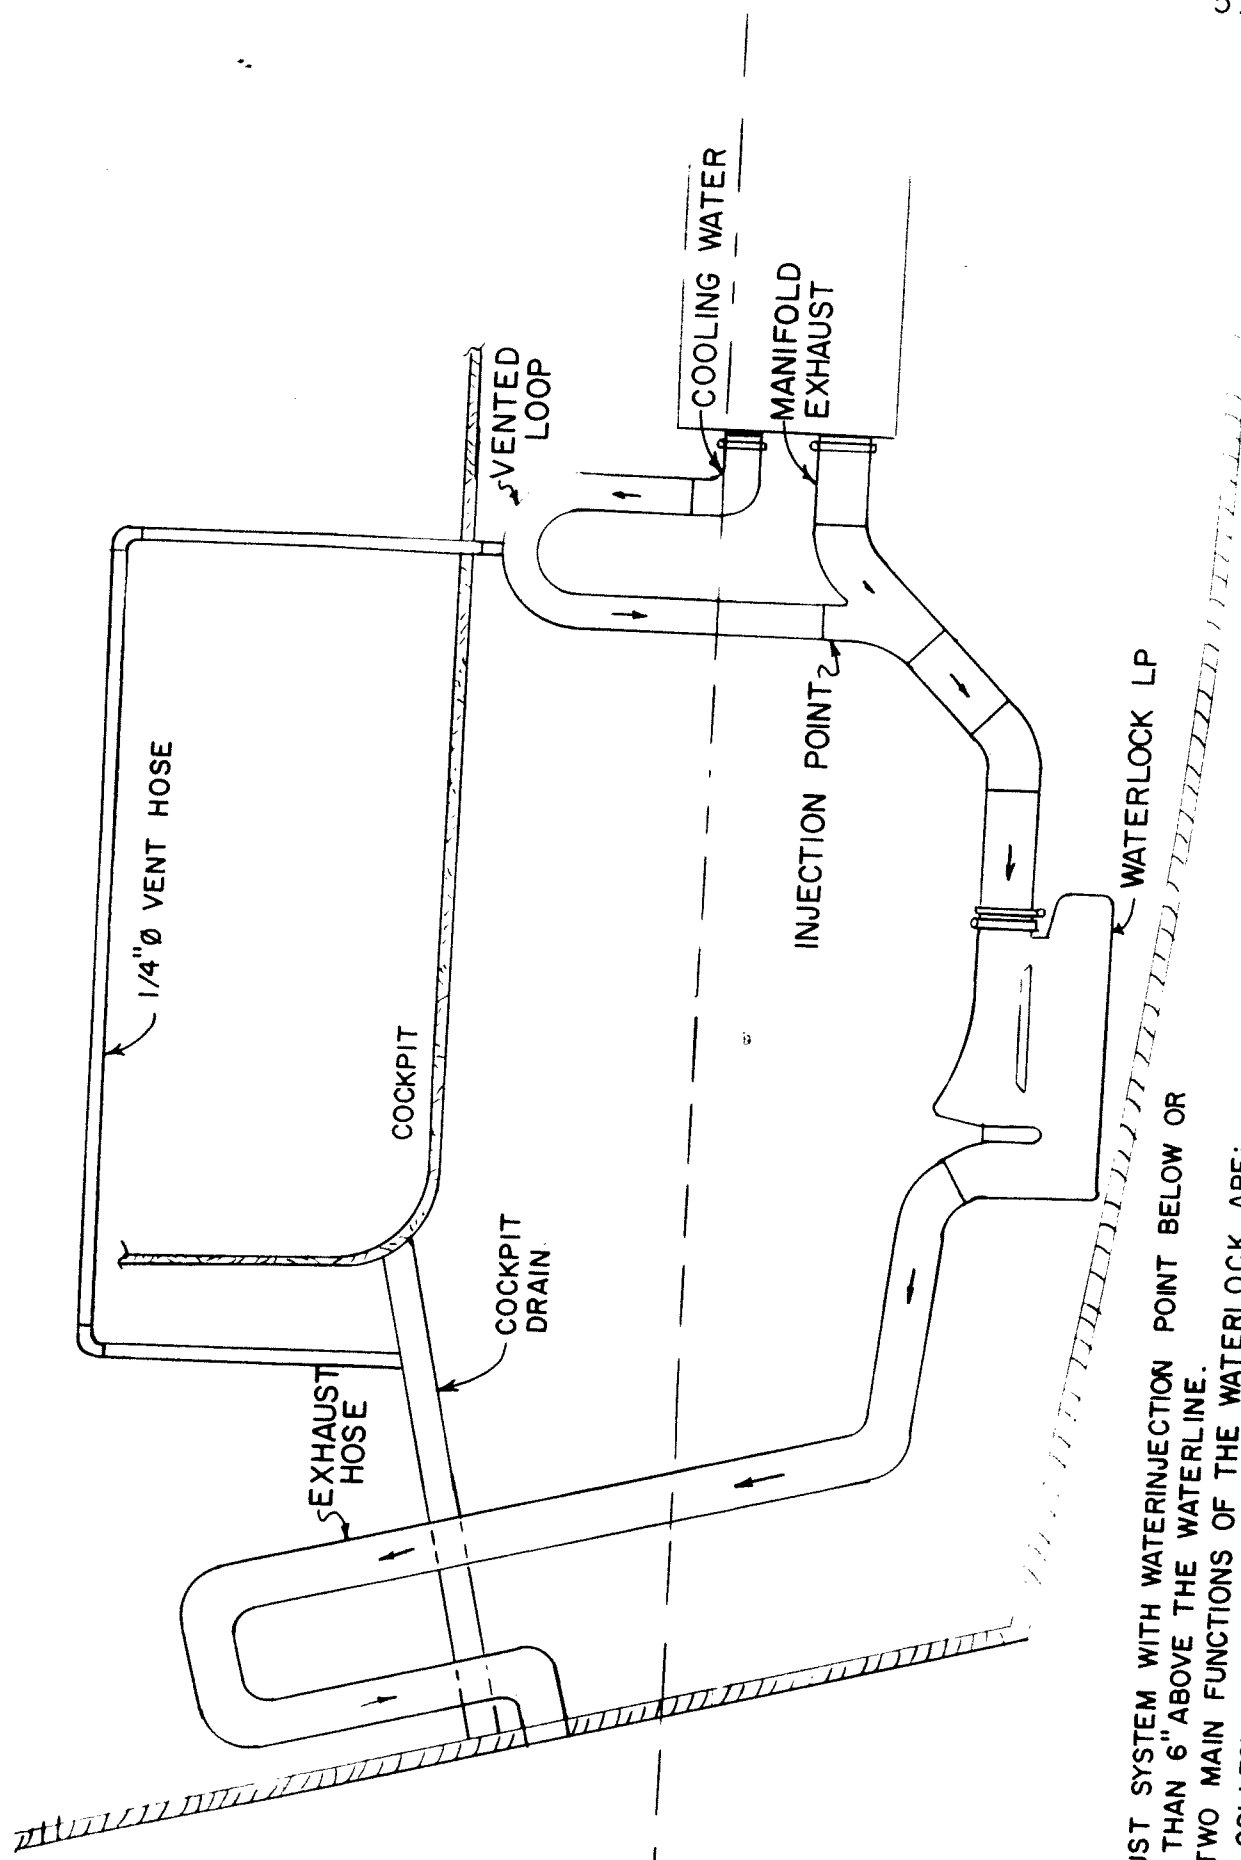 1/4"Ø VENT HOSE
VENTED
LOOP
COOLING WATER
MANIFOLD
EXHAUST
COCKPIT
INJECTION POINT
COCKPIT
DRAIN
EXHAUST
HOSE
WATERLOCK LP
SYSTEM WITH WATERINJECTION POINT BELOW OR
THAN 6" ABOVE THE WATERLINE.
TWO MAIN FUNCTIONS OF THE WATERLOCK ARE: